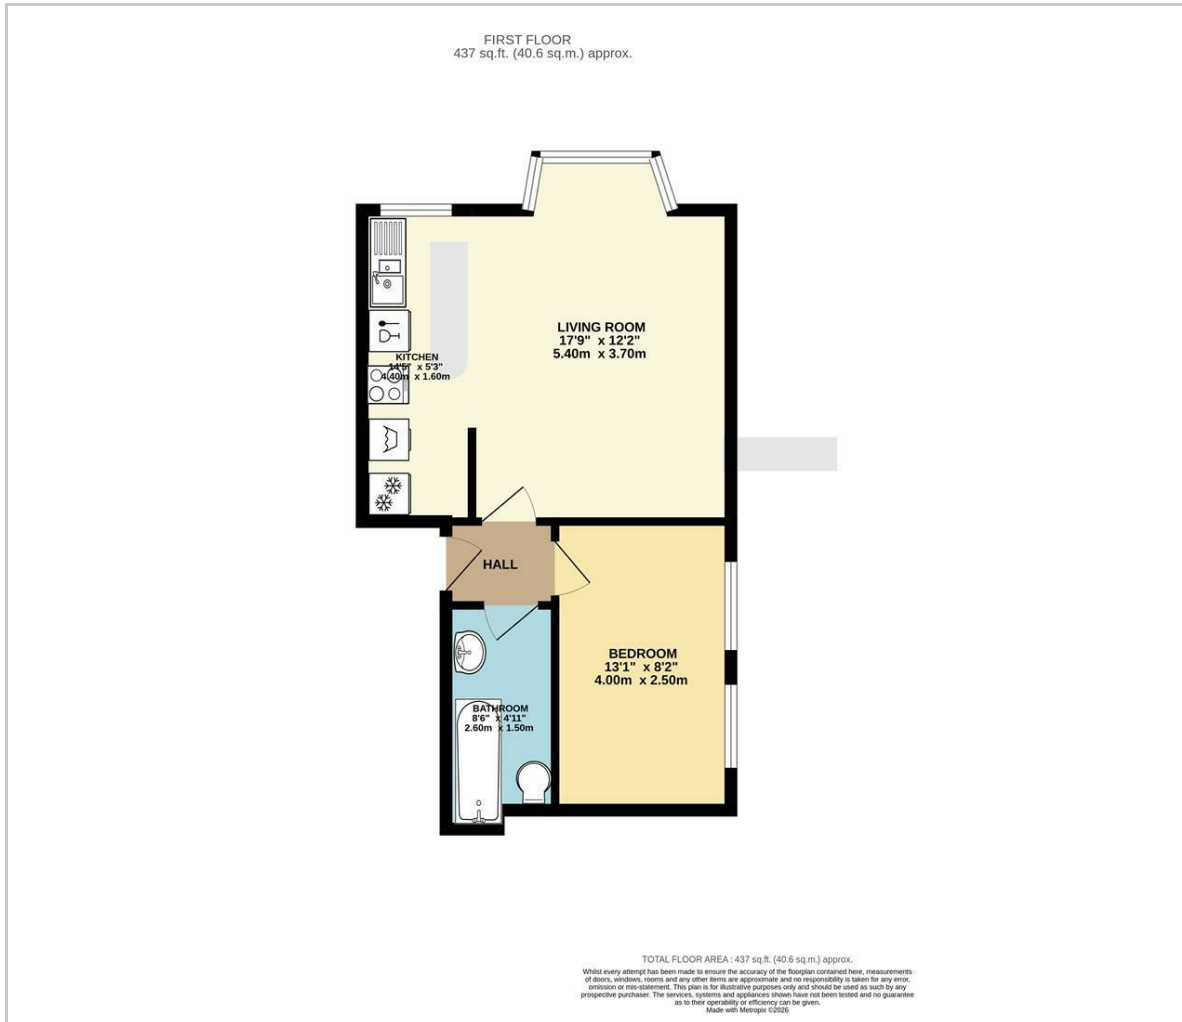 FIRST FLOOR
437 sq.ft. (40.6 sq.m.) approx.
LIVING ROOM
17'9" x 12'2"
5.40m x 3.70m
KITCHEN
14'5" x 5'3"
4.40m x 1.60m
HALL
BEDROOM
13'1" x 8'2"
4.00m x 2.50m
BATHROOM
8'6" x 4'11"
2.60m x 1.50m
TOTAL FLOOR AREA : 437 sq.ft. (40.6 sq.m.) approx.
Whilst every attempt has been made to ensure the accuracy of the floorplan contained here, measurements
of doors, windows, rooms and any other items are approximate and no responsibility is taken for any error,
omission or mis-statement. This plan is for illustrative purposes only and should be used as such by any
prospective purchaser. The services, systems and appliances shown have not been tested and no guarantee
as to their operability or efficiency can be given.
Made with Metropix ©2026